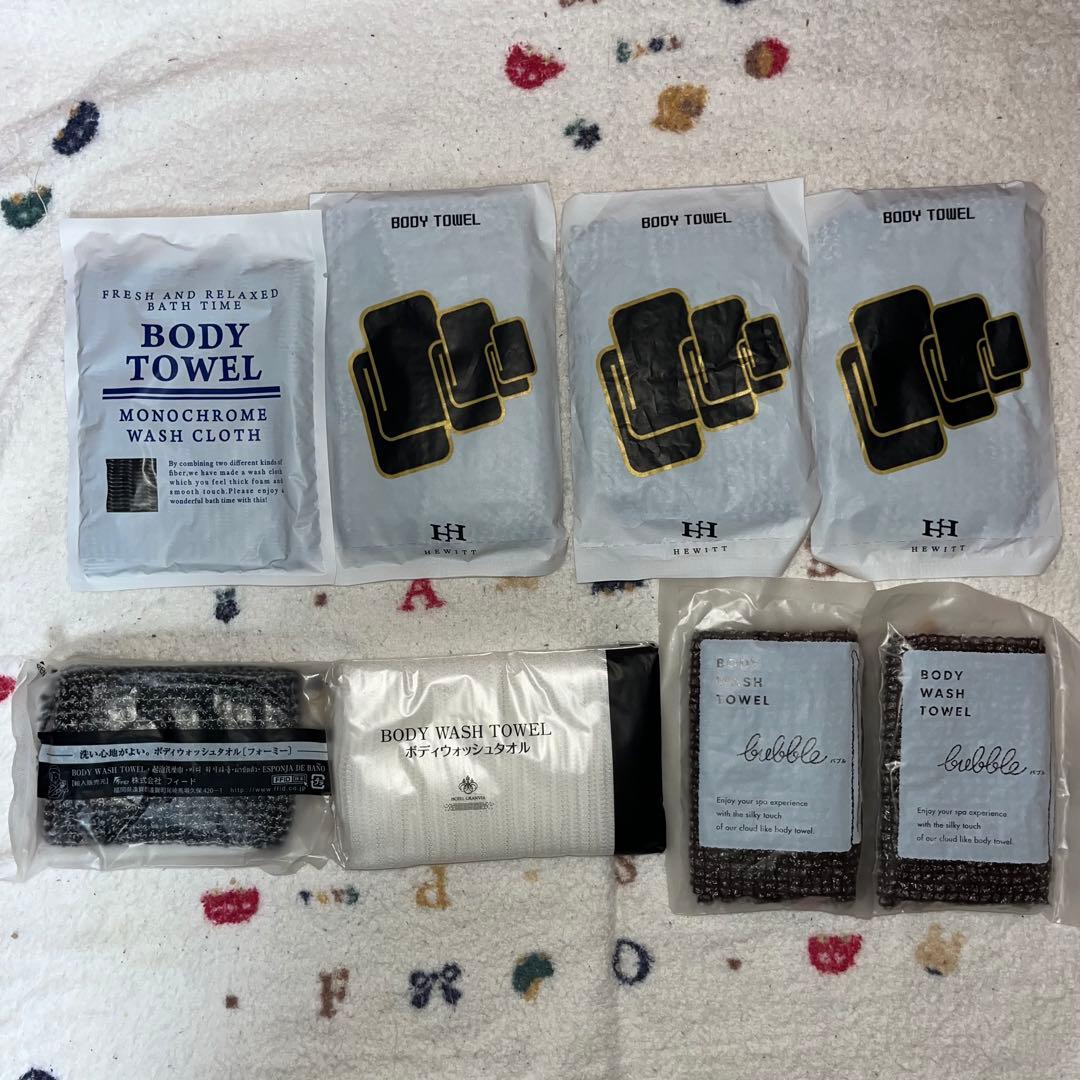 FRESH AND RELAXED
BATH TIME
BODY
TOWEL
MONOCHROME
WASH CLOTH
By combining two different kinds of
fiber,we have made a wash cloth
which you feel thick foam and
smooth touch.Please enjoy a
wonderful bath time with this!
BODY TOWEL
HEWITT
BODY TOWEL
HEWITT
BODY TOWEL
HEWITT
洗い心地がよい。ボディウォッシュタオル[フォーミー]
BODY WASH TOWEL
ESPONJA DE BAÑO
株式会社 フィード
http://www.ffid.co.jp
BODY WASH TOWEL
ボディウォッシュタオル
HOTEL GRANVIA
BODY
WASH
TOWEL
bubble バブル
Enjoy your spa experience
with the silky touch
of our cloud like body towel.
BODY
WASH
TOWEL
bubble バブル
Enjoy your spa experience
with the silky touch
of our cloud like body towel.
A
F
O